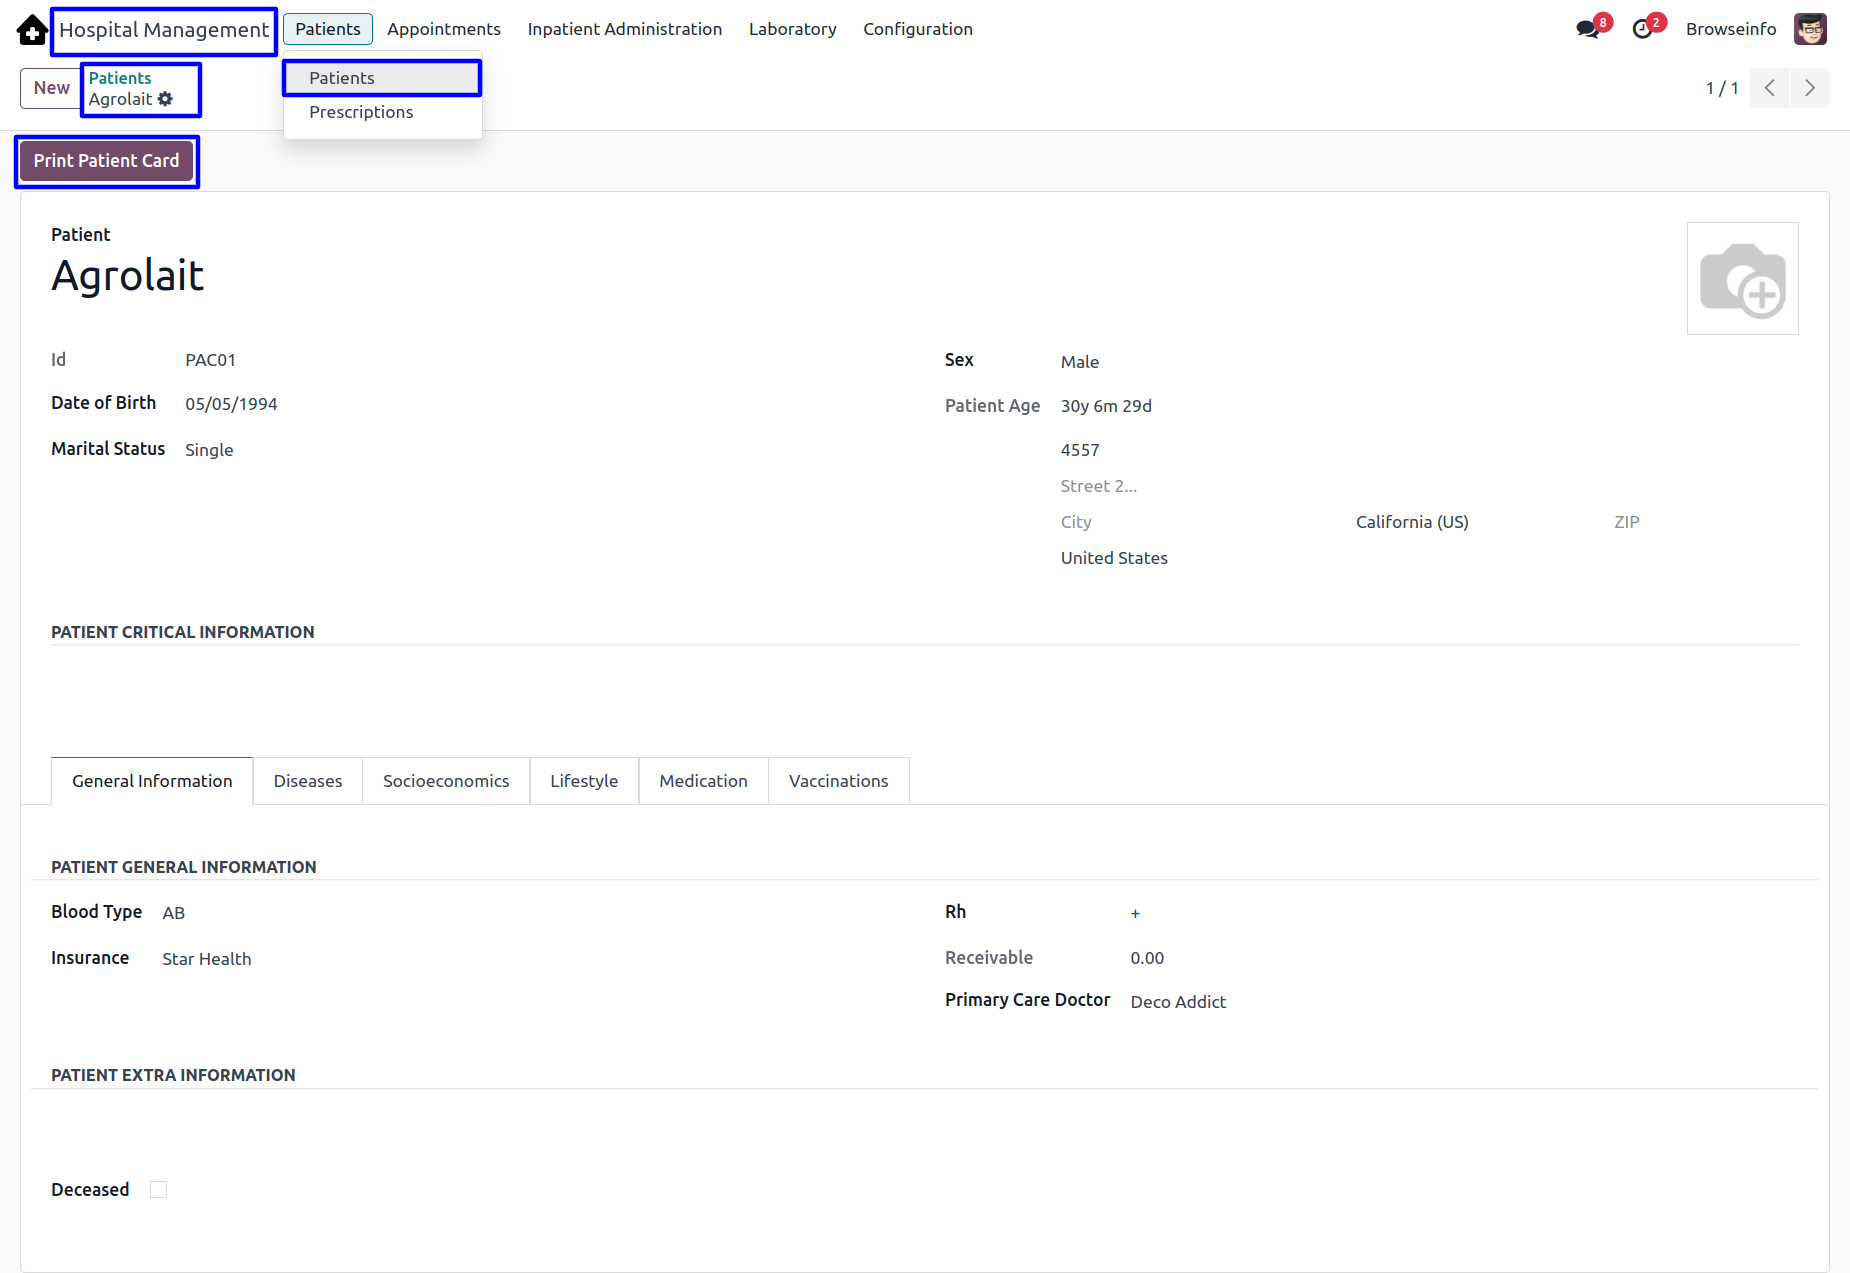 Hospital Management Patients Appointments Inpatient Administration Laboratory Configuration 8 2 Browseinfo
New Patients
Agrolait
1 / 1
Patients
Prescriptions
Print Patient Card
Patient
Agrolait
Id PAC01
Sex Male
Date of Birth 05/05/1994
Patient Age 30y 6m 29d
Marital Status Single
4557
Street 2...
City California (US) ZIP
United States
PATIENT CRITICAL INFORMATION
General Information Diseases Socioeconomics Lifestyle Medication Vaccinations
PATIENT GENERAL INFORMATION
Blood Type AB
Rh +
Insurance Star Health
Receivable 0.00
Primary Care Doctor Deco Addict
PATIENT EXTRA INFORMATION
Deceased